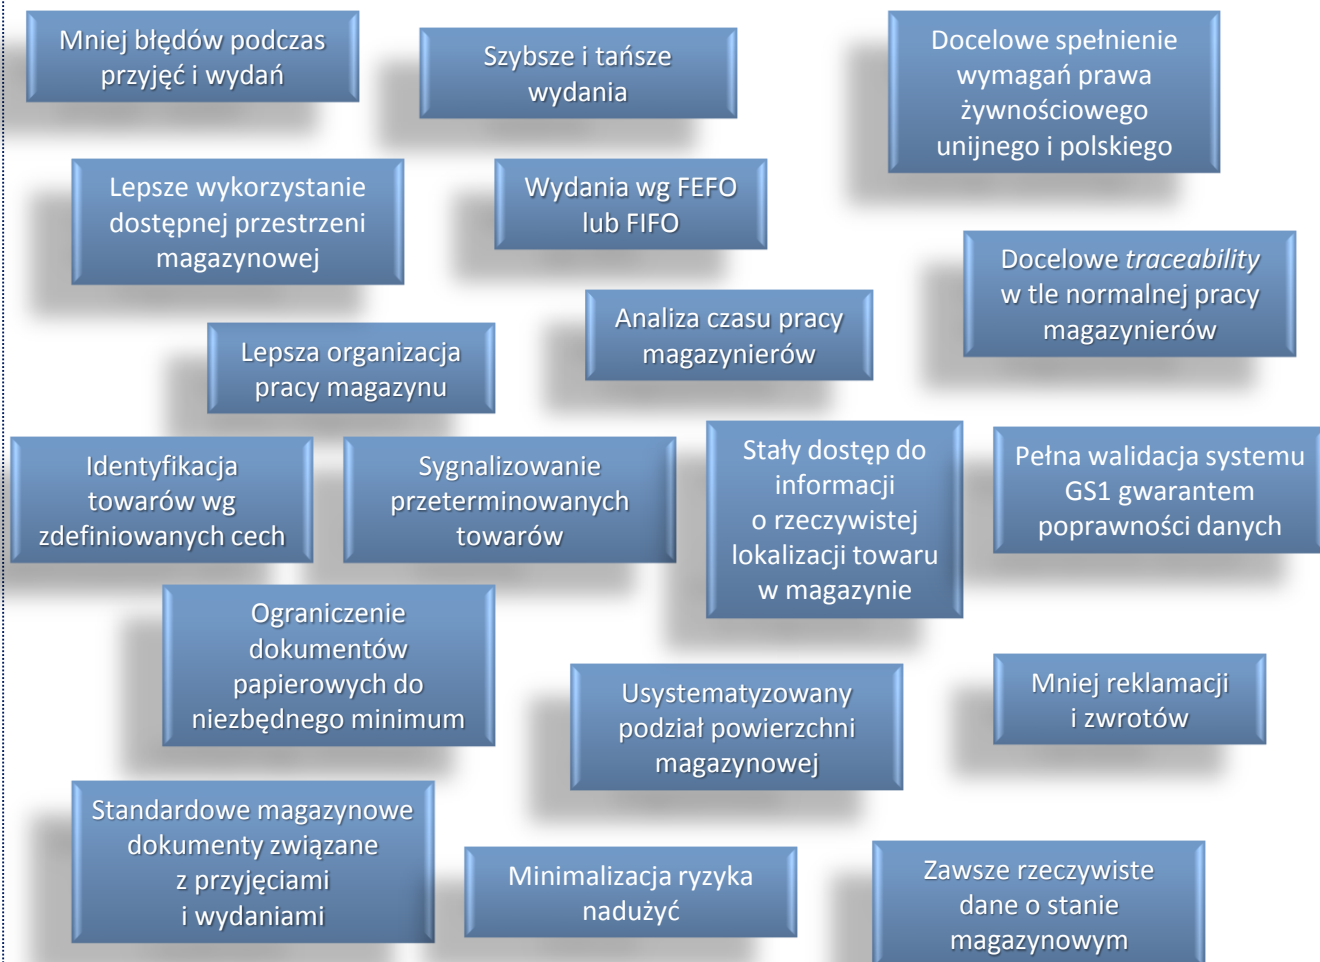 Mniej błędów podczas
przyjęć i wydań
Szybsze i tańsze
wydania
Docelowe spełnienie
wymagań prawa
żywnościowego
unijnego i polskiego
Lepsze wykorzystanie
dostępnej przestrzeni
magazynowej
Wydania wg FEFO
lub FIFO
Docelowe traceability
w tle normalnej pracy
magazynierów
Analiza czasu pracy
magazynierów
Lepsza organizacja
pracy magazynu
Identyfikacja
towarów wg
zdefiniowanych cech
Sygnalizowanie
przeterminowanych
towarów
Stały dostęp do
informacji
o rzeczywistej
lokalizacji towaru
w magazynie
Pełna walidacja systemu
GS1 gwarantem
poprawności danych
Ograniczenie
dokumentów
papierowych do
niezbędnego minimum
Usystematyzowany
podział powierzchni
magazynowej
Mniej reklamacji
i zwrotów
Standardowe magazynowe
dokumenty związane
z przyjęciami
i wydaniami
Minimalizacja ryzyka
nadużyć
Zawsze rzeczywiste
dane o stanie
magazynowym